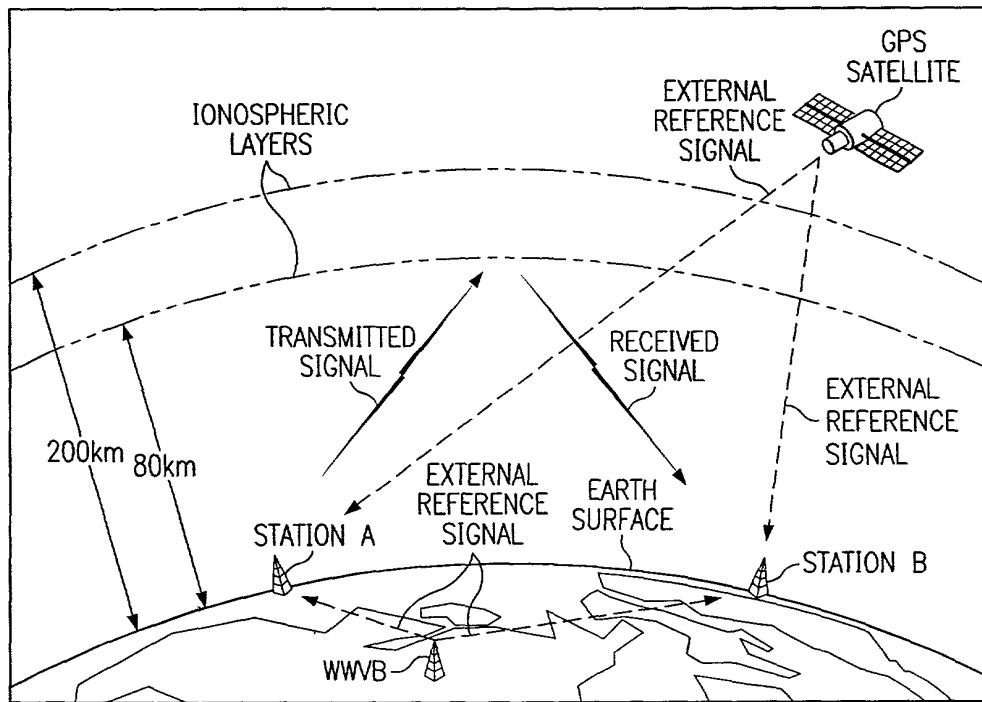 GPS
SATELLITE
EXTERNAL
REFERENCE
SIGNAL
IONOSPHERIC
LAYERS
TRANSMITTED
SIGNAL
RECEIVED
SIGNAL
EXTERNAL
REFERENCE
SIGNAL
200km
80km
EXTERNAL
REFERENCE
SIGNAL
EARTH
SURFACE
STATION A
STATION B
WWVB